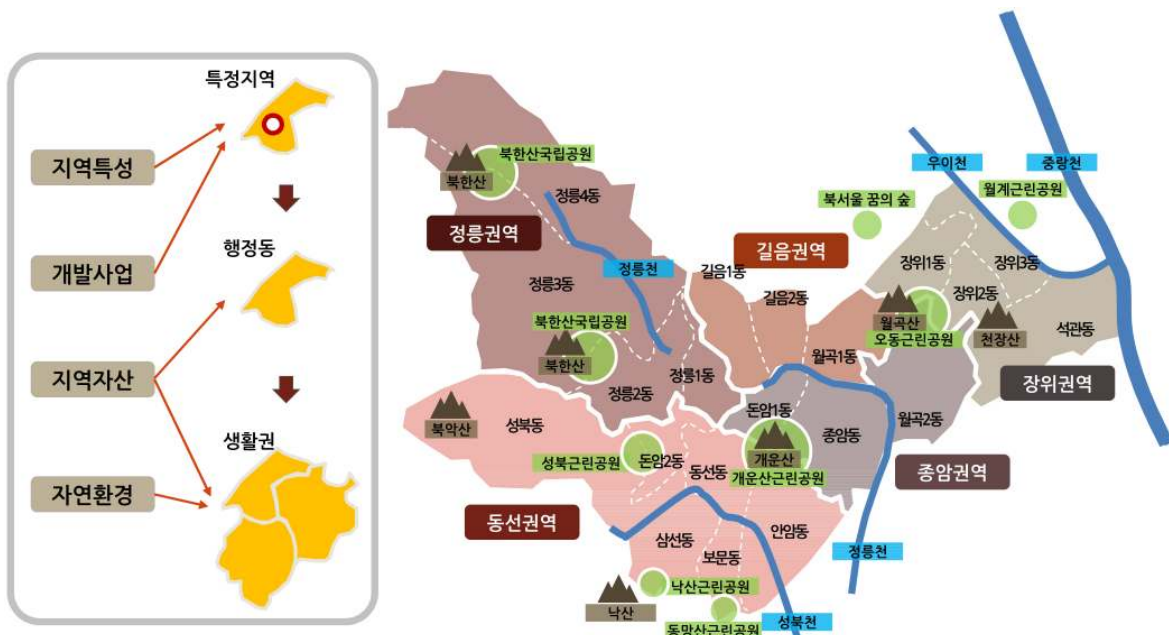 특정지역
지역특성
개발사업
행정동
지역자산
생활권
자연환경
북한산국립공원
북한산
정릉4동
정릉권역
정릉천
정릉3동
북한산국립공원
북한산
정릉2동
정릉1동
길음권역
길음1동
길음2동
월곡1동
우이천
중랑천
월계근린공원
북서울 꿈의 숲
장위1동
장위3동
장위2동
월곡산
오동근린공원
천장산
석관동
장위권역
북악산
성북동
성북근린공원
돈암2동
동선동
돈암1동
개운산
개운산근린공원
종암동
월곡2동
종암권역
동선권역
삼선동
보문동
안암동
정릉천
낙산
낙산근린공원
동망산근린공원
성북천